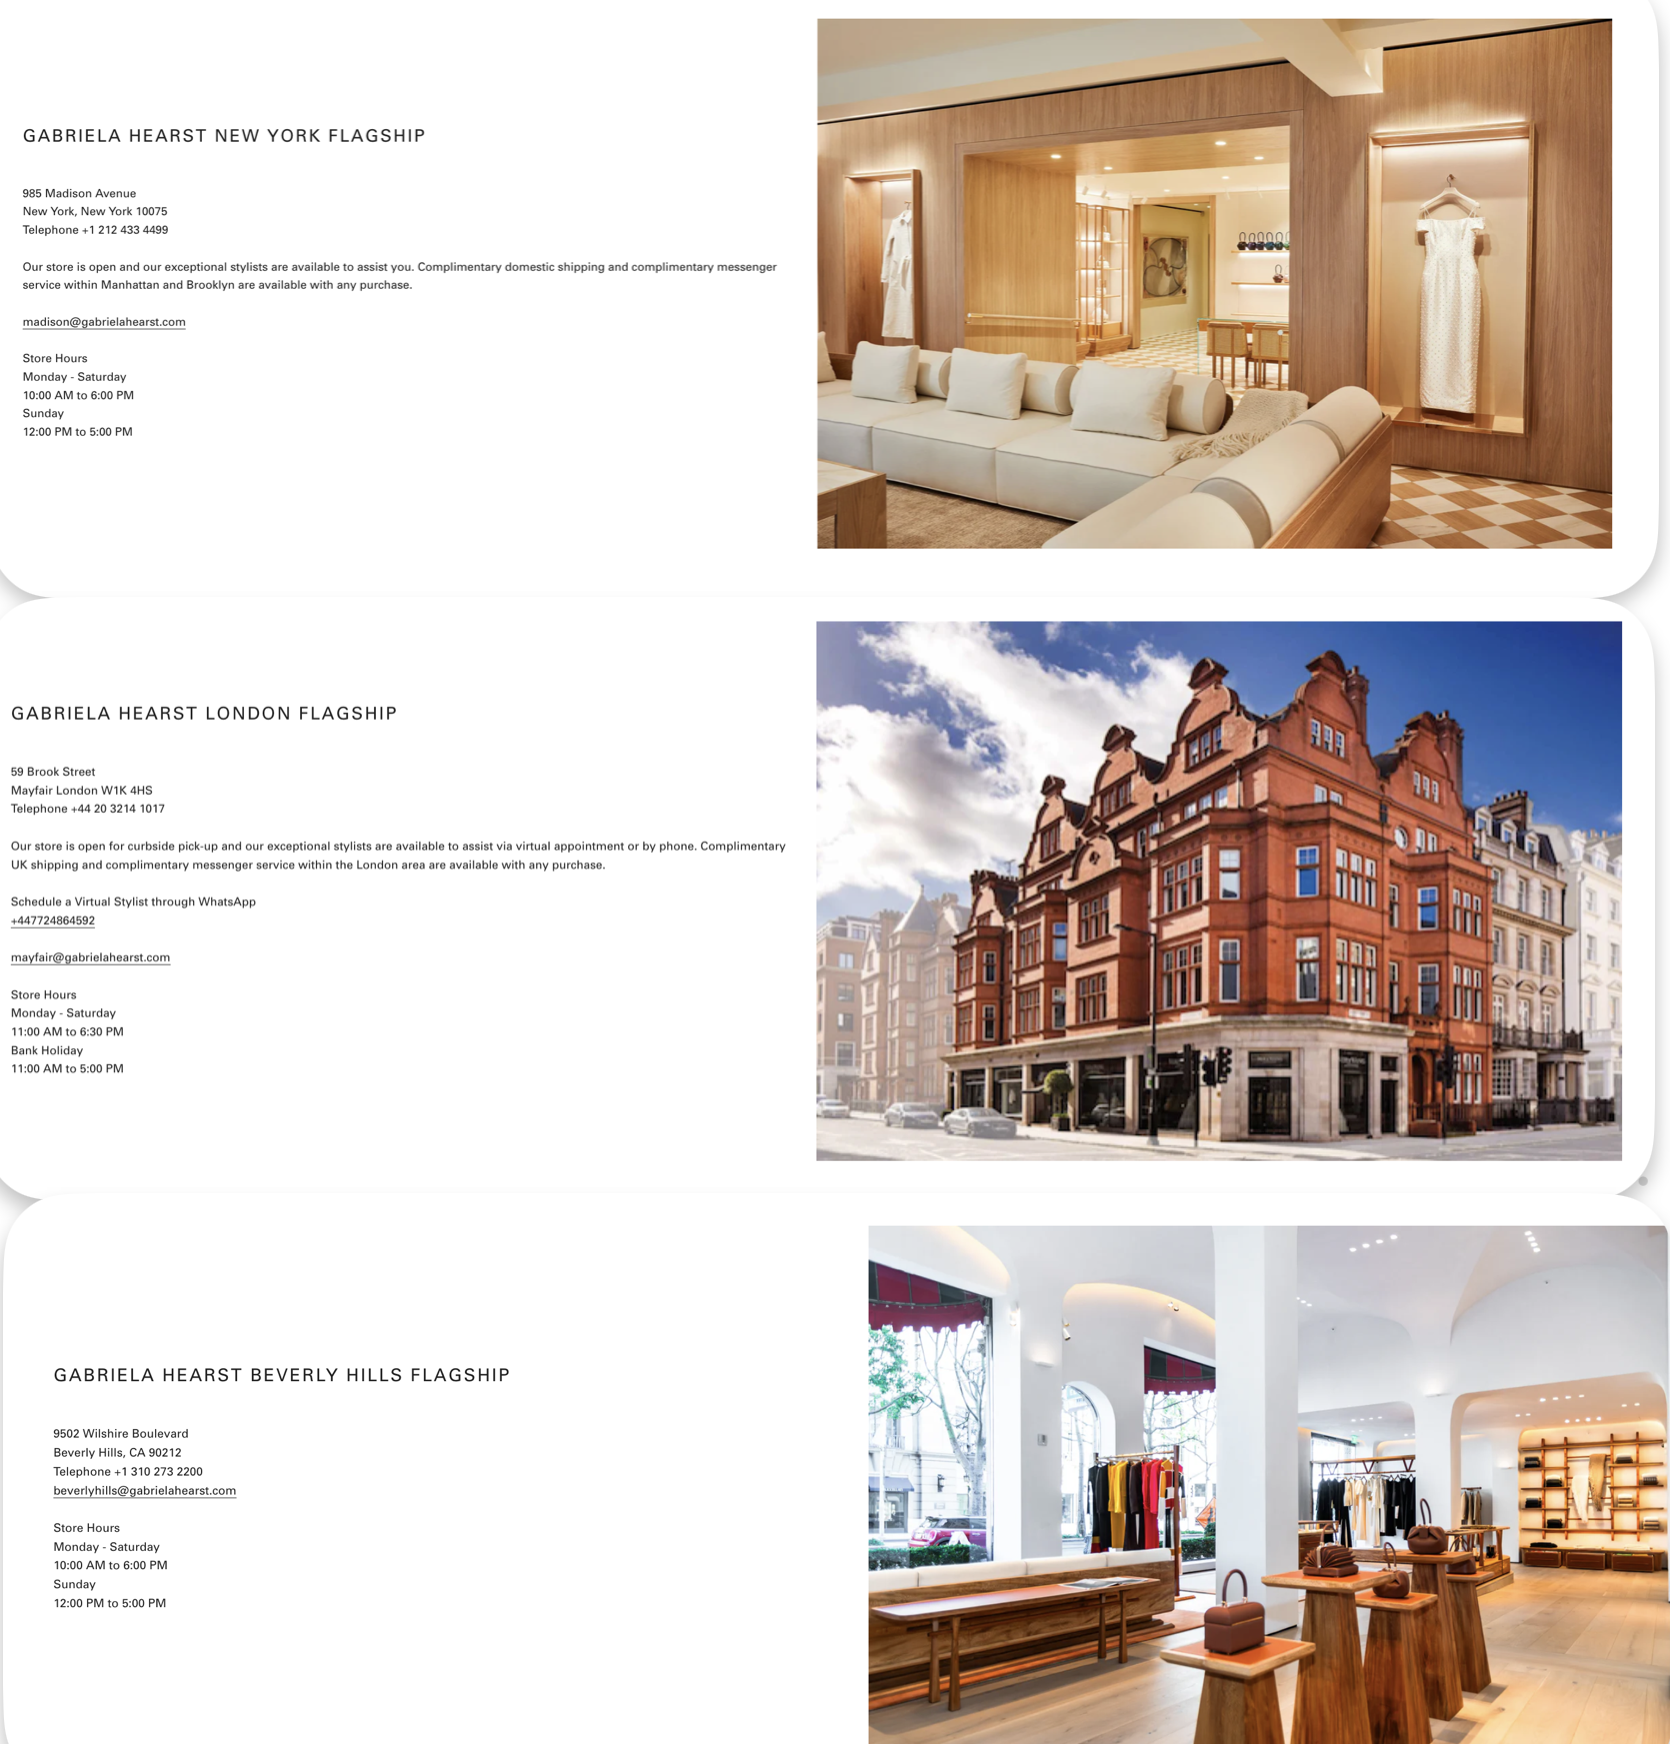 GABRIELA HEARST NEW YORK FLAGSHIP
985 Madison Avenue
New York, New York 10075
Telephone +1 212 433 4499
Our store is open and our exceptional stylists are available to assist you. Complimentary domestic shipping and complimentary messenger
service within Manhattan and Brooklyn are available with any purchase.
madison@gabrielahearst.com
Store Hours
Monday - Saturday
10:00 AM to 6:00 PM
Sunday
12:00 PM to 5:00 PM
GABRIELA HEARST LONDON FLAGSHIP
59 Brook Street
Mayfair London W1K 4HS
Telephone +44 20 3214 1017
Our store is open for curbside pick-up and our exceptional stylists are available to assist via virtual appointment or by phone. Complimentary
UK shipping and complimentary messenger service within the London area are available with any purchase.
Schedule a Virtual Stylist through WhatsApp
+447724864592
mayfair@gabrielahearst.com
Store Hours
Monday - Saturday
11:00 AM to 6:30 PM
Bank Holiday
11:00 AM to 5:00 PM
GABRIELA HEARST BEVERLY HILLS FLAGSHIP
9502 Wilshire Boulevard
Beverly Hills, CA 90212
Telephone +1 310 273 2200
beverlyhills@gabrielahearst.com
Store Hours
Monday - Saturday
10:00 AM to 6:00 PM
Sunday
12:00 PM to 5:00 PM